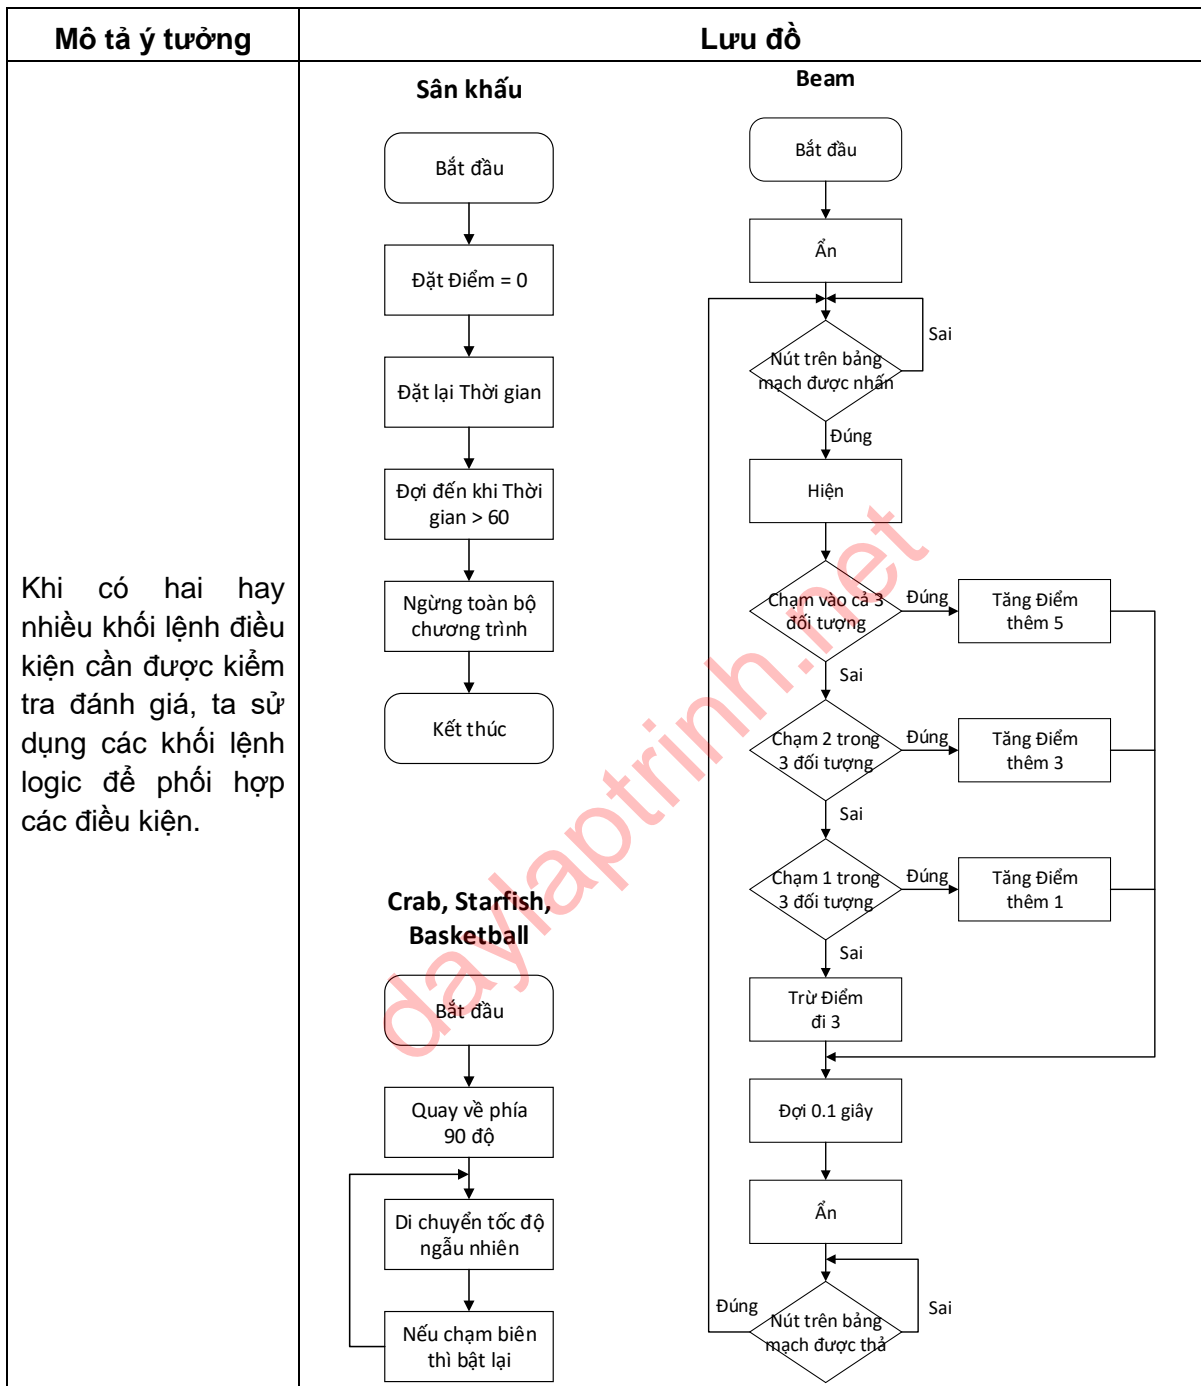 Mô tả ý tưởng
Lưu đồ
Khi có hai hay
nhiều khối lệnh điều
kiện cần được kiểm
tra đánh giá, ta sử
dụng các khối lệnh
logic để phối hợp
các điều kiện.
Sân khấu
Bắt đầu
Đặt Điểm = 0
Đặt lại Thời gian
Đợi đến khi Thời
gian > 60
Ngừng toàn bộ
chương trình
Kết thúc
Crab, Starfish,
Basketball
Bắt đầu
Quay về phía
90 độ
Di chuyển tốc độ
ngẫu nhiên
Nếu chạm biên
thì bật lại
Beam
Bắt đầu
Ẩn
Nút trên bảng
mạch được nhấn
Sai
Đúng
Hiện
Chạm vào cả 3
đối tượng
Đúng
Tăng Điểm
thêm 5
Sai
Chạm 2 trong
3 đối tượng
Đúng
Tăng Điểm
thêm 3
Sai
Chạm 1 trong
3 đối tượng
Đúng
Tăng Điểm
thêm 1
Sai
Trừ Điểm
đi 3
Đợi 0.1 giây
Ẩn
Nút trên bảng
mạch được thả
Đúng
Sai
daylaptrinh.net